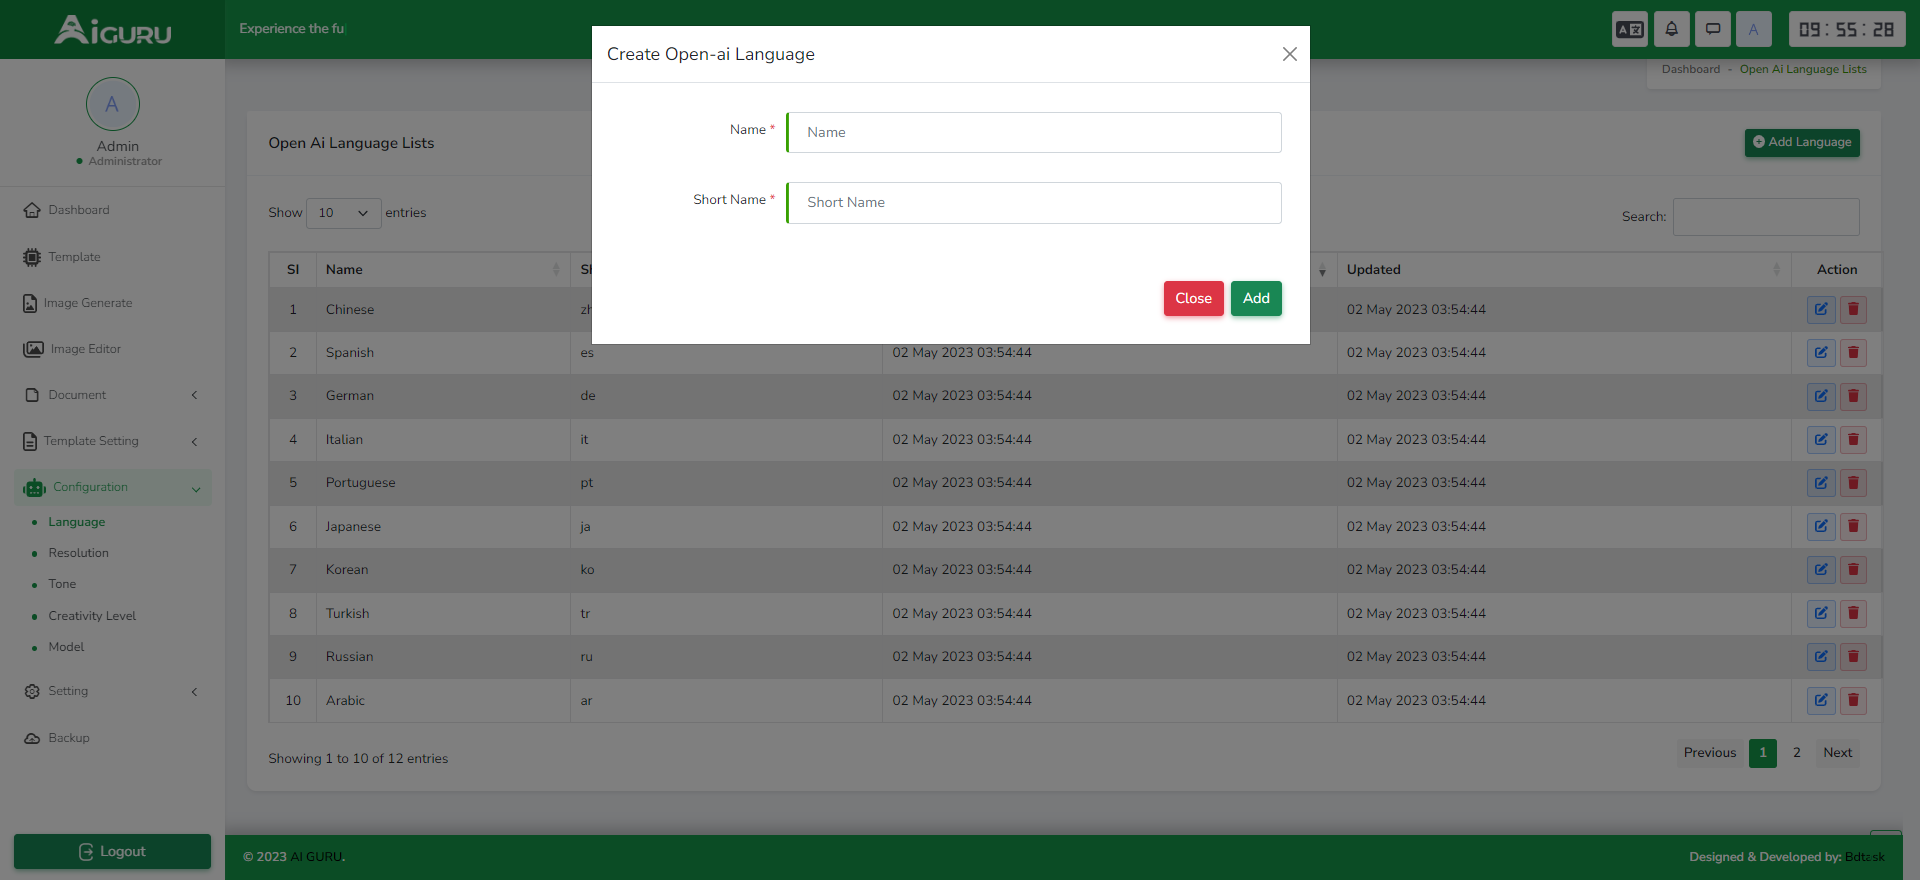 AiGURU
Experience the fu
A
09:55:28
Create Open-ai Language
Name *
Name
Short Name *
Short Name
Close
Add
Dashboard - Open Ai Language Lists
A
Admin
Administrator
Dashboard
Template
Image Generate
Image Editor
Document
Template Setting
Configuration
Language
Resolution
Tone
Creativity Level
Model
Setting
Backup
Logout
Open Ai Language Lists
Add Language
Show 10 entries
Search:
Sl Name Updated Action
1 Chinese 02 May 2023 03:54:44
2 Spanish es 02 May 2023 03:54:44 02 May 2023 03:54:44
3 German de 02 May 2023 03:54:44 02 May 2023 03:54:44
4 Italian it 02 May 2023 03:54:44 02 May 2023 03:54:44
5 Portuguese pt 02 May 2023 03:54:44 02 May 2023 03:54:44
6 Japanese ja 02 May 2023 03:54:44 02 May 2023 03:54:44
7 Korean ko 02 May 2023 03:54:44 02 May 2023 03:54:44
8 Turkish tr 02 May 2023 03:54:44 02 May 2023 03:54:44
9 Russian ru 02 May 2023 03:54:44 02 May 2023 03:54:44
10 Arabic ar 02 May 2023 03:54:44 02 May 2023 03:54:44
Showing 1 to 10 of 12 entries
Previous 1 2 Next
© 2023 AI GURU.
Designed & Developed by: Bdtask